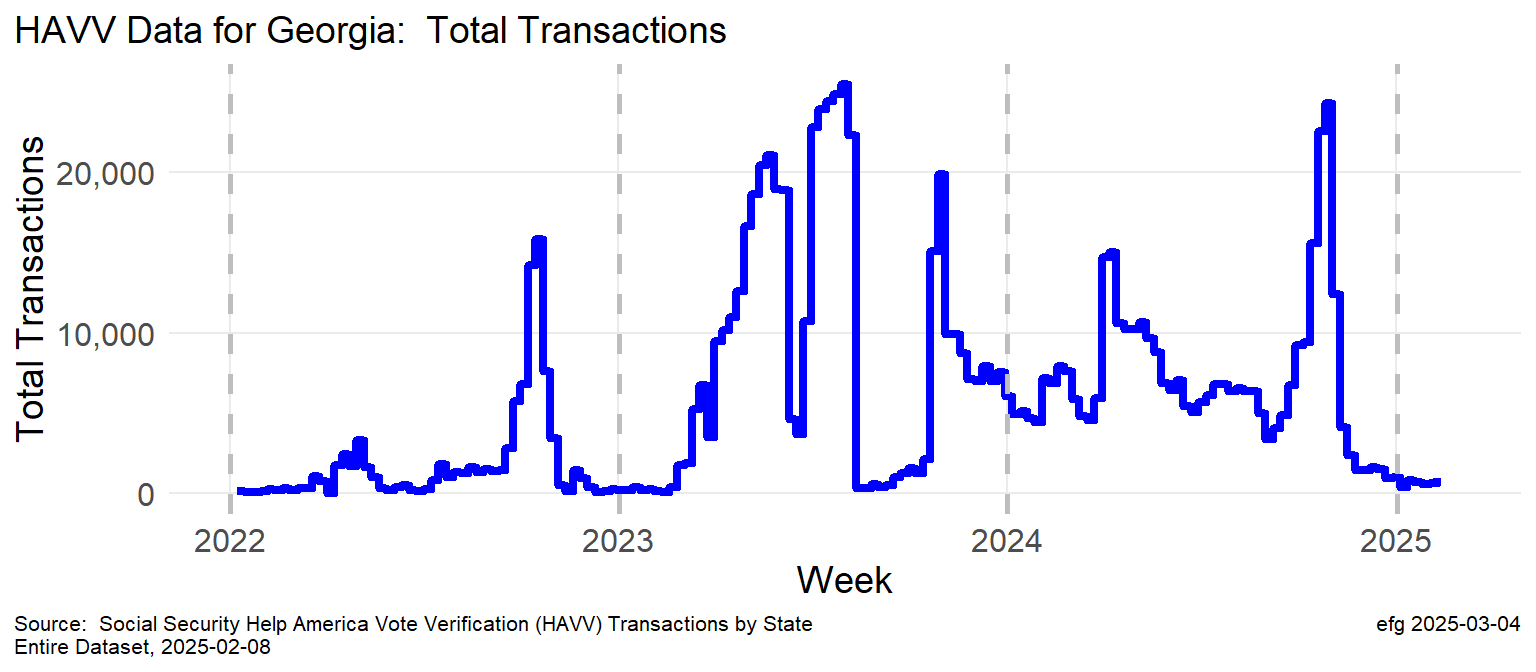 HAVV Data for Georgia:  Total Transactions
Total Transactions
20,000
10,000
0
2022 2023 2024 2025
Week
Source:  Social Security Help America Vote Verification (HAVV) Transactions by State
Entire Dataset, 2025-02-08
efg 2025-03-04